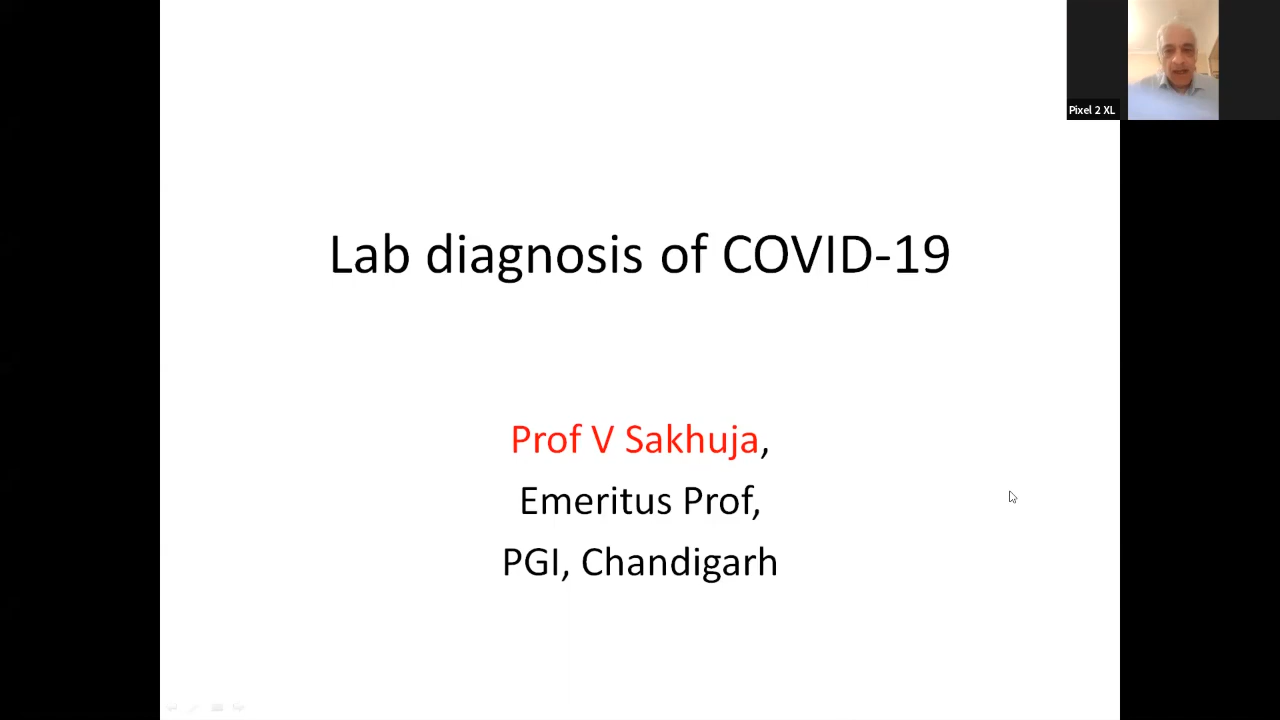 Pixel 2 XL
Lab diagnosis of COVID-19
Prof V Sakhuja,
Emeritus Prof,
PGI, Chandigarh